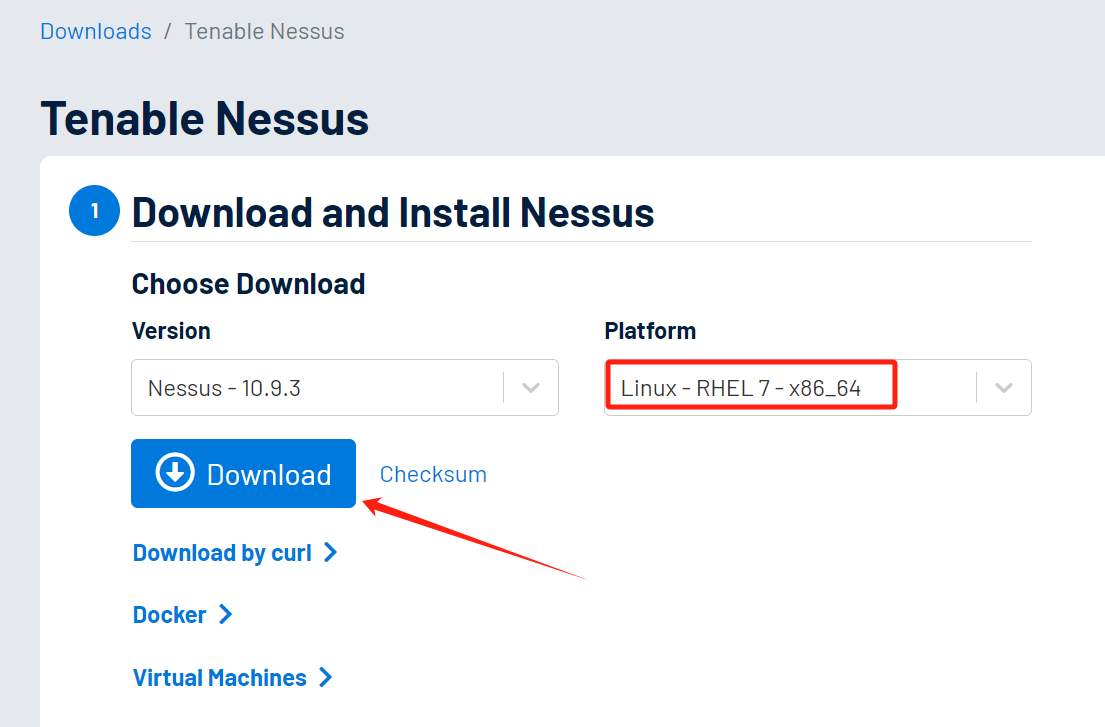 Downloads / Tenable Nessus
Tenable Nessus
1 Download and Install Nessus
Choose Download
Version Platform
Nessus - 10.9.3 Linux - RHEL 7 - x86_64
Download Checksum
Download by curl
Docker
Virtual Machines